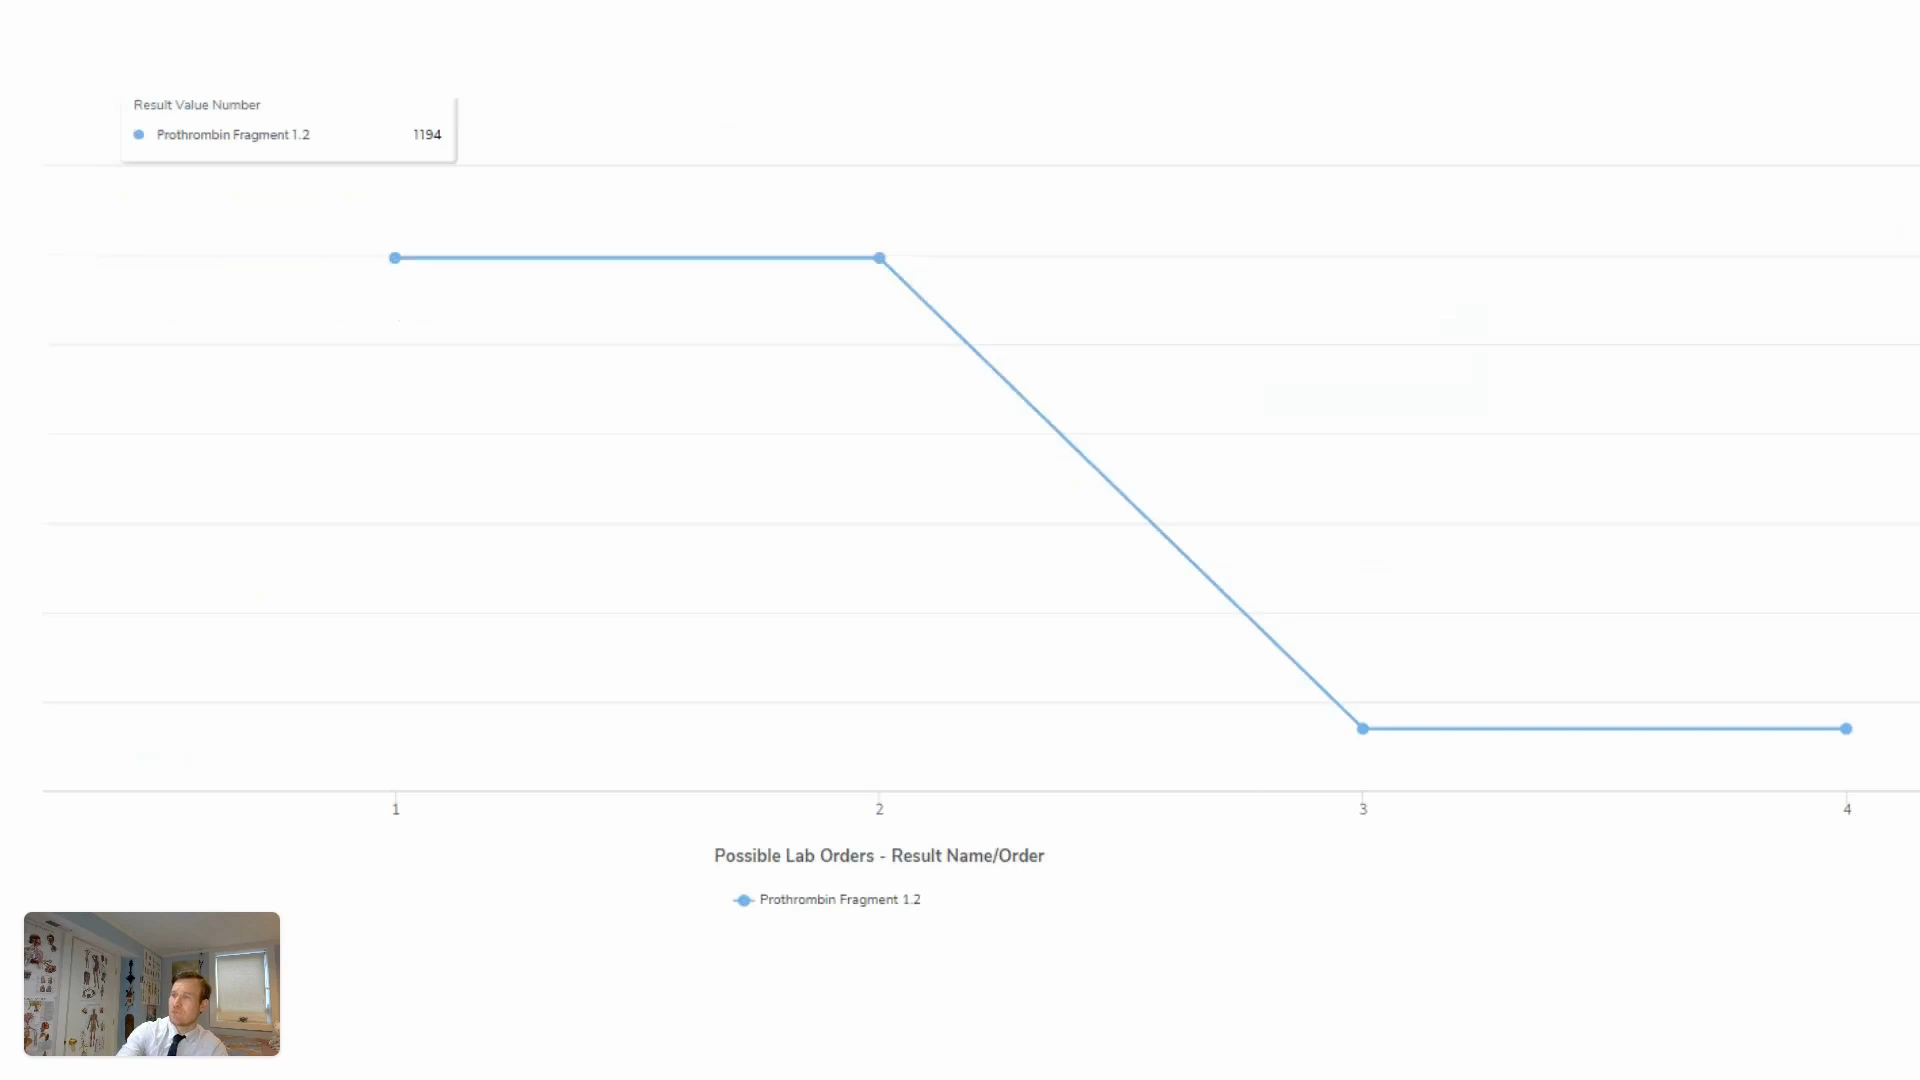 Result Value Number
Prothrombin Fragment 1.2 1194
1 2 3 4
Possible Lab Orders - Result Name/Order
Prothrombin Fragment 1.2